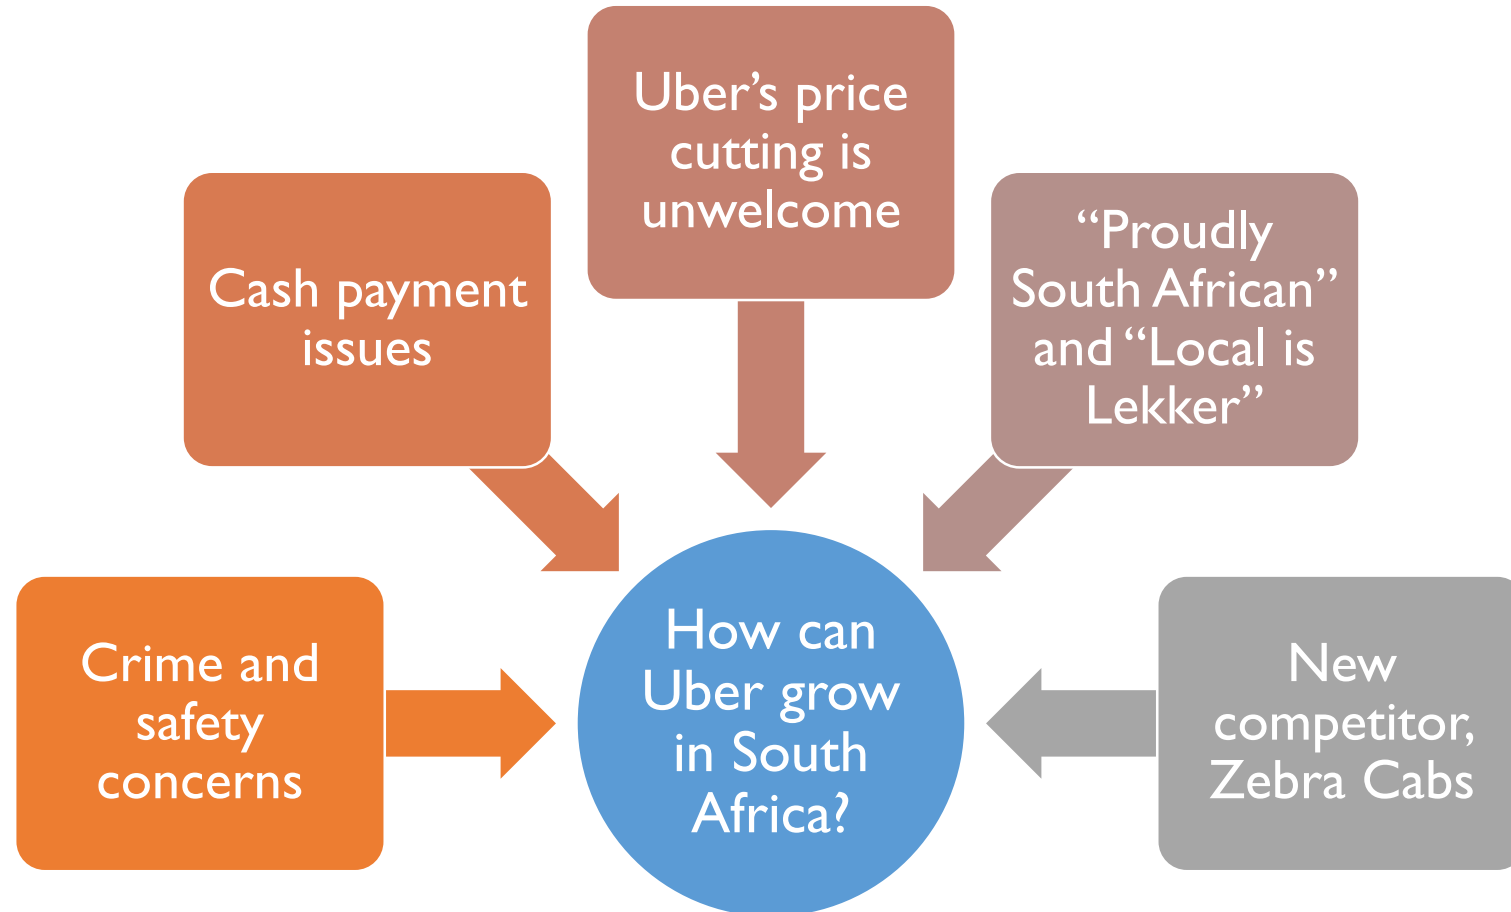 Uber’s price
cutting is
unwelcome
Cash payment
issues
“Proudly
South African”
and “Local is
Lekker”
Crime and
safety
concerns
How can
Uber grow
in South
Africa?
New
competitor,
Zebra Cabs